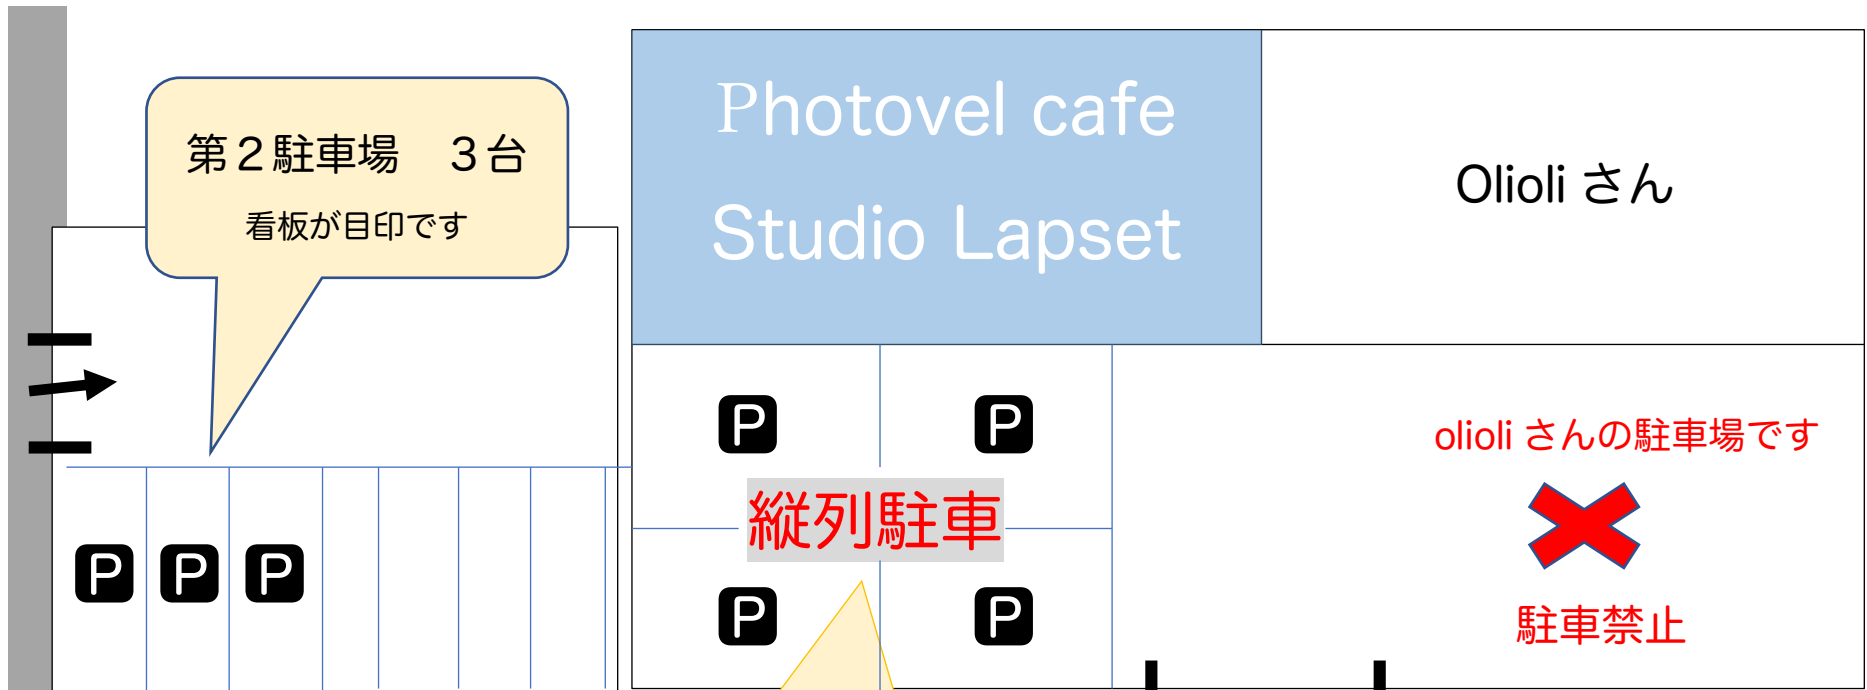 第２駐車場　３台
看板が目印です
Photovel cafe
Studio Lapset
Olioli さん
P P
olioli さんの駐車場です
縦列駐車
P P P
P P
駐車禁止